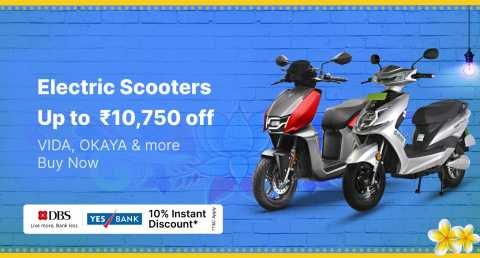 Electric Scooters
Up to ₹10,750 off
VIDA, OKAYA & more
Buy Now
DBS
Live more, Bank less
YES BANK
10% Instant
Discount*
*T&C Apply